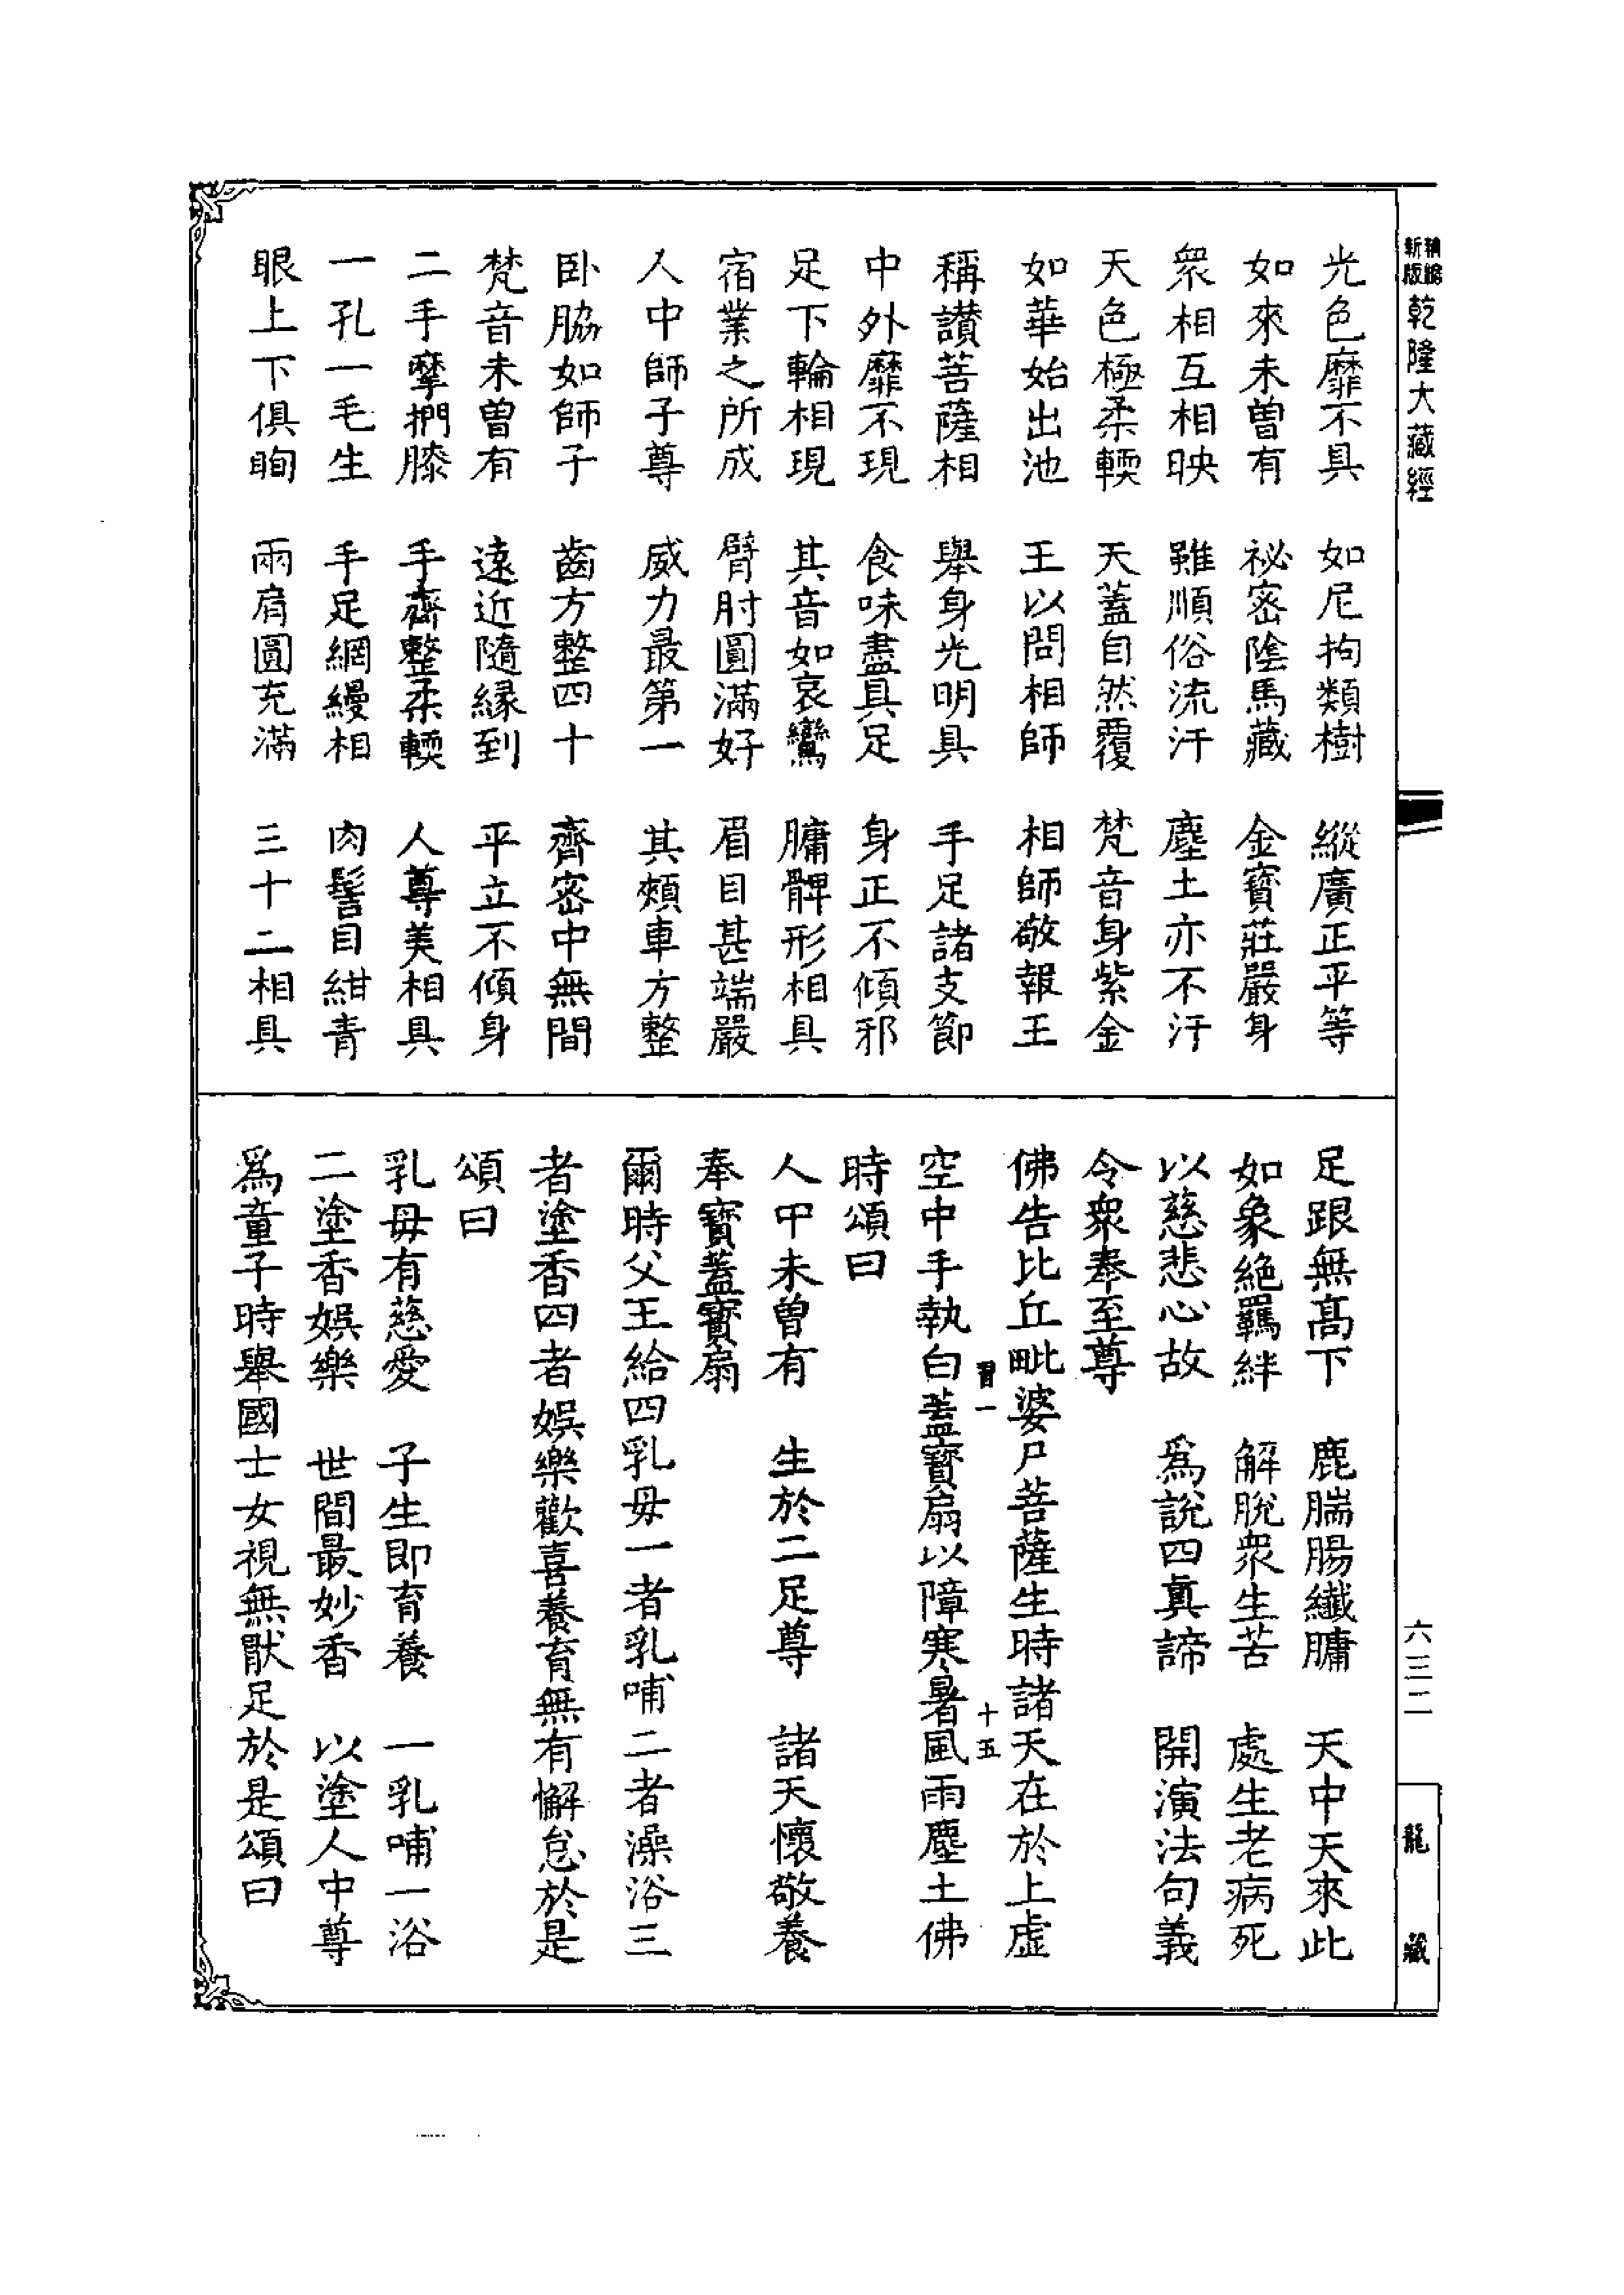 新版
乾隆大藏經
光色靡不具　如尼拘類樹　縱廣正平等
如來未曾有　祕密陰馬藏　金寶莊嚴身
衆相互相映　雖順俗流汗　塵土亦不汙
天色極柔輭　天蓋自然覆　梵音身紫金
如華始出池　王以問相師　相師敬報王
稱讃菩薩相　舉身光明具　手足諸支節
中外靡不現　食味盡具足　身正不傾邪
足下輪相現　其音如哀鸞　𦟛髀形相具
宿業之所成　臂肘圓滿好　眉目甚端嚴
人中師子尊　威力最第一　其頰車方整
卧脇如師子　齒方整四十　齊密中無間
梵音未曾有　遠近隨緣到　平立不傾身
二手摩捫膝　手齊整柔輭　人尊美相具
一孔一毛生　手足網縵相　肉髻目紺青
眼上下俱眴　兩肩圓充滿　三十二相具
足跟無髙下　鹿腨腸纖𦟛　天中天來此
如象絶羈絆　解脫衆生苦　處生老病死
以慈悲心故　爲說四眞諦　開演法句義
令衆奉至尊
佛告比丘毗婆尸菩薩生時諸天在於上虛
一　十五
空中手執白蓋寶扇以障寒暑風雨塵土佛
時頌曰
人中未曾有　生於二足尊　諸天懷敬養
奉寶蓋寶扇
爾時父王給四乳母一者乳哺二者澡浴三
者塗香四者娛樂歡喜養育無有懈怠於是
頌曰
乳母有慈愛　子生即育養　一乳哺一浴
二塗香娛樂　世間最妙香　以塗人中尊
爲童子時舉國士女視無猒足於是頌曰
六三二
龍藏